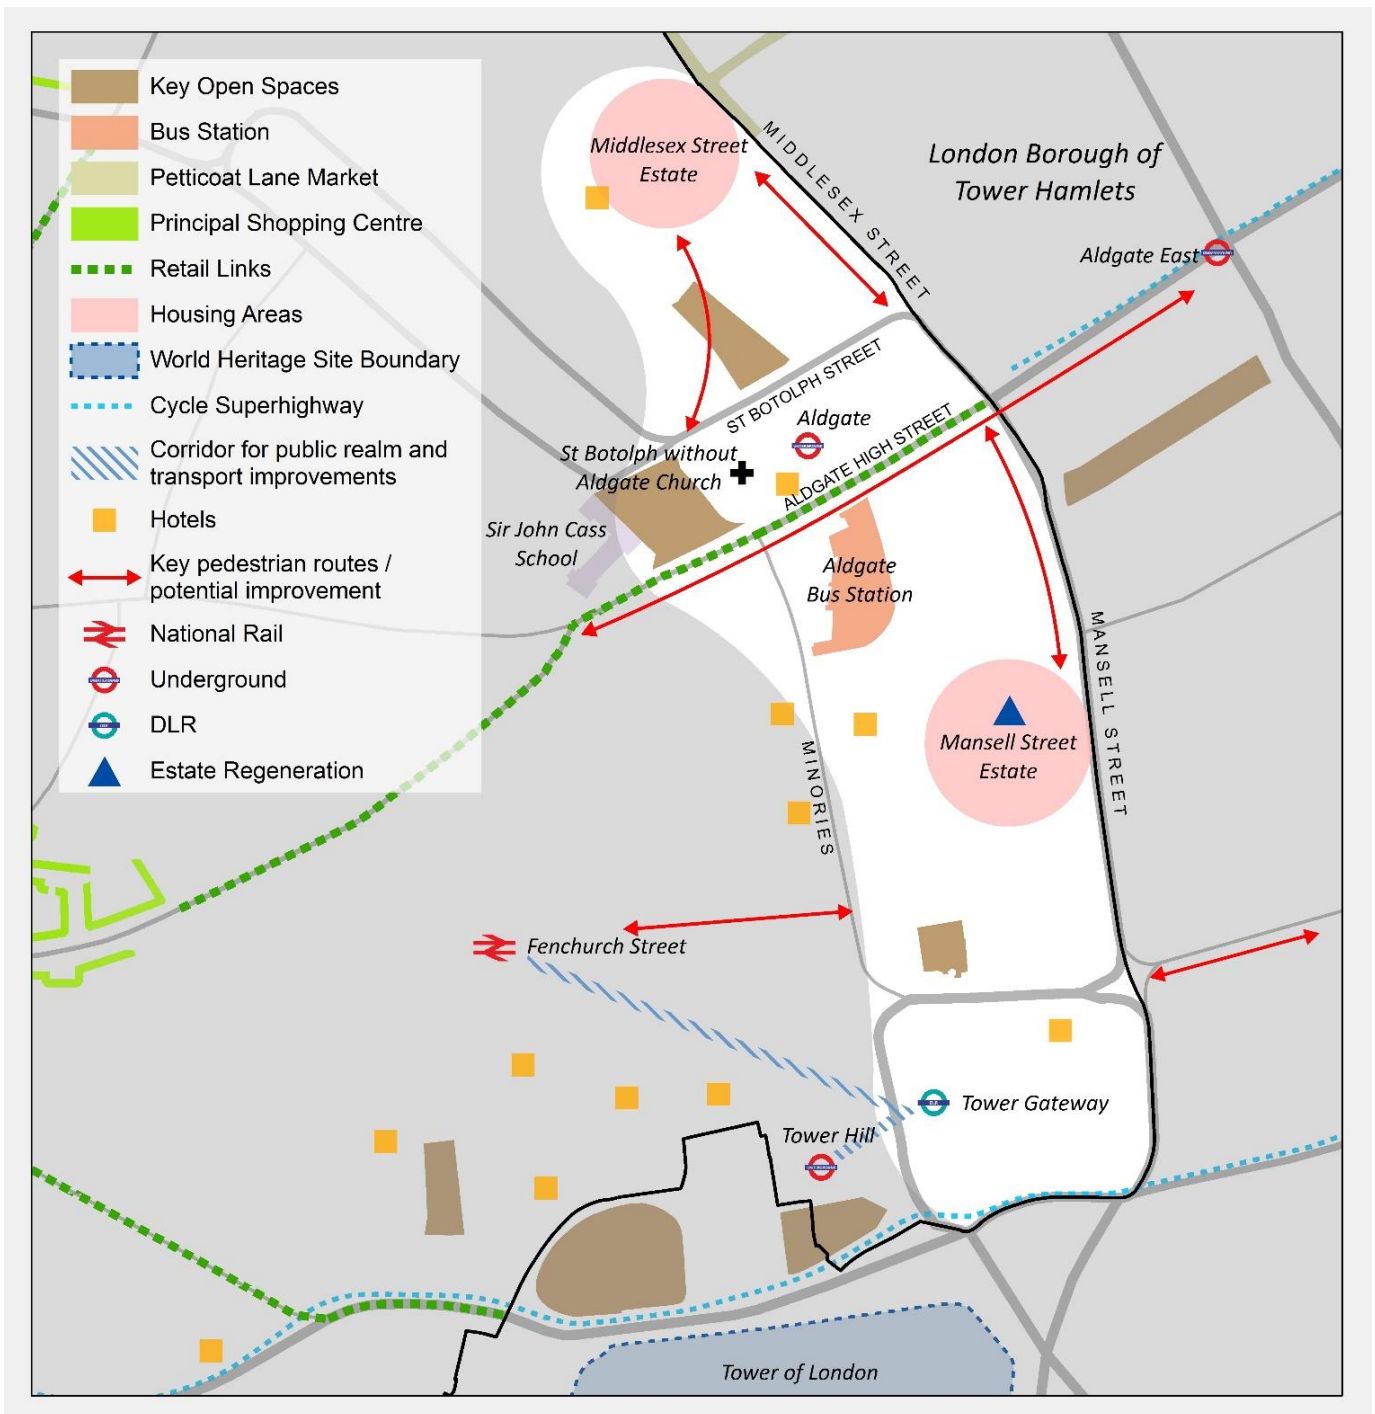 Key Open Spaces
Bus Station
Petticoat Lane Market
Principal Shopping Centre
Retail Links
Housing Areas
World Heritage Site Boundary
Cycle Superhighway
Corridor for public realm and
transport improvements
Hotels
Key pedestrian routes /
potential improvement
National Rail
Underground
DLR
Estate Regeneration
Middlesex Street
Estate
MIDDLESEX STREET
London Borough of
Tower Hamlets
Aldgate East
ST BOTOLPH STREET
Aldgate
ALDGATE HIGH STREET
St Botolph without
Aldgate Church
Sir John Cass
School
Aldgate
Bus Station
MANSELL STREET
Mansell Street
Estate
MINORIES
Fenchurch Street
Tower Gateway
Tower Hill
Tower of London